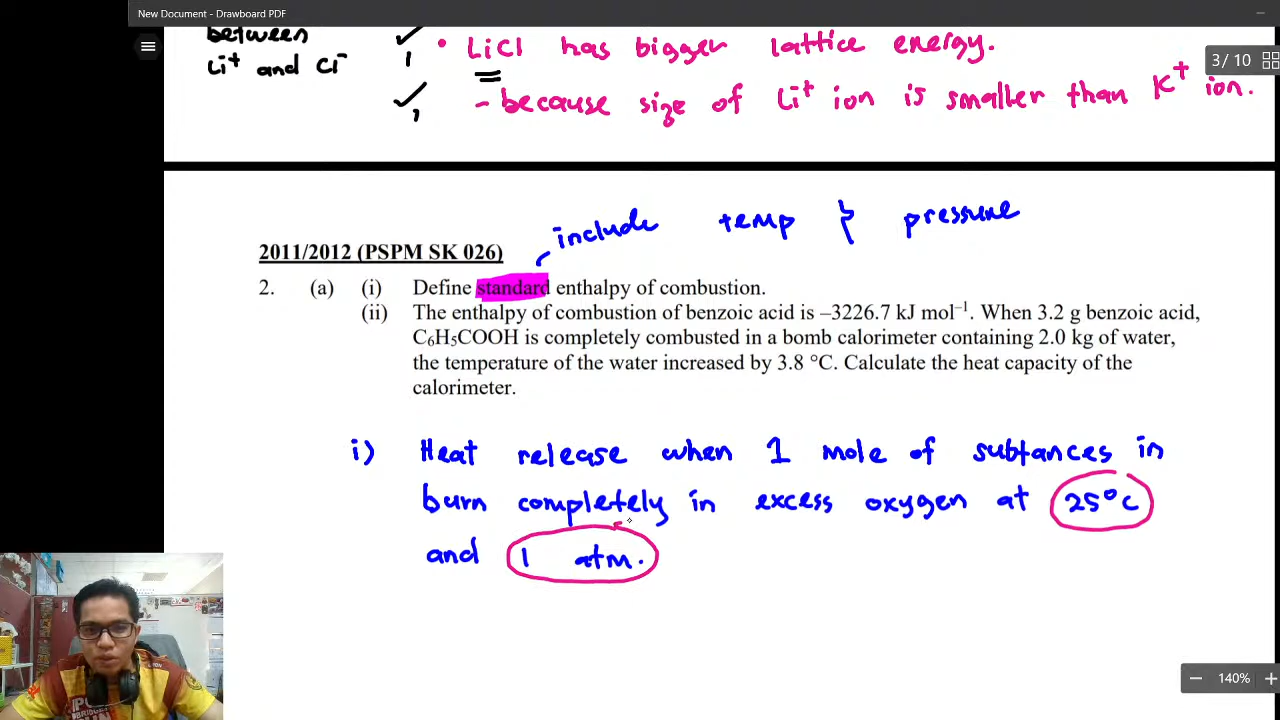 New Document - Drawboard PDF
between
Li⁺ and Cl⁻
1
• LiCl has bigger lattice energy.
1
- because size of Li⁺ ion is smaller than K⁺ ion.
3/10
include temp & pressure
2011/2012 (PSPM SK 026)
2. (a) (i) Define standard enthalpy of combustion.
(ii) The enthalpy of combustion of benzoic acid is –3226.7 kJ mol⁻¹. When 3.2 g benzoic acid,
C₆H₅COOH is completely combusted in a bomb calorimeter containing 2.0 kg of water,
the temperature of the water increased by 3.8 °C. Calculate the heat capacity of the
calorimeter.
i) Heat release when 1 mole of subtances in
burn completely in excess oxygen at 25°C
and 1 atm.
140%